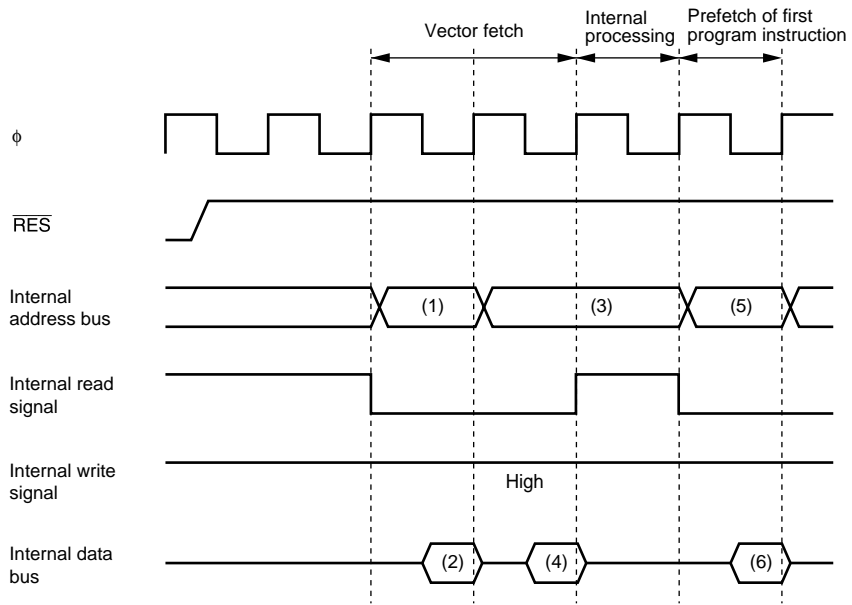 Vector fetch
Internal
processing
Prefetch of first
program instruction
ϕ
RES
Internal
address bus
(1)
(3)
(5)
Internal read
signal
Internal write
signal
High
Internal data
bus
(2)
(4)
(6)